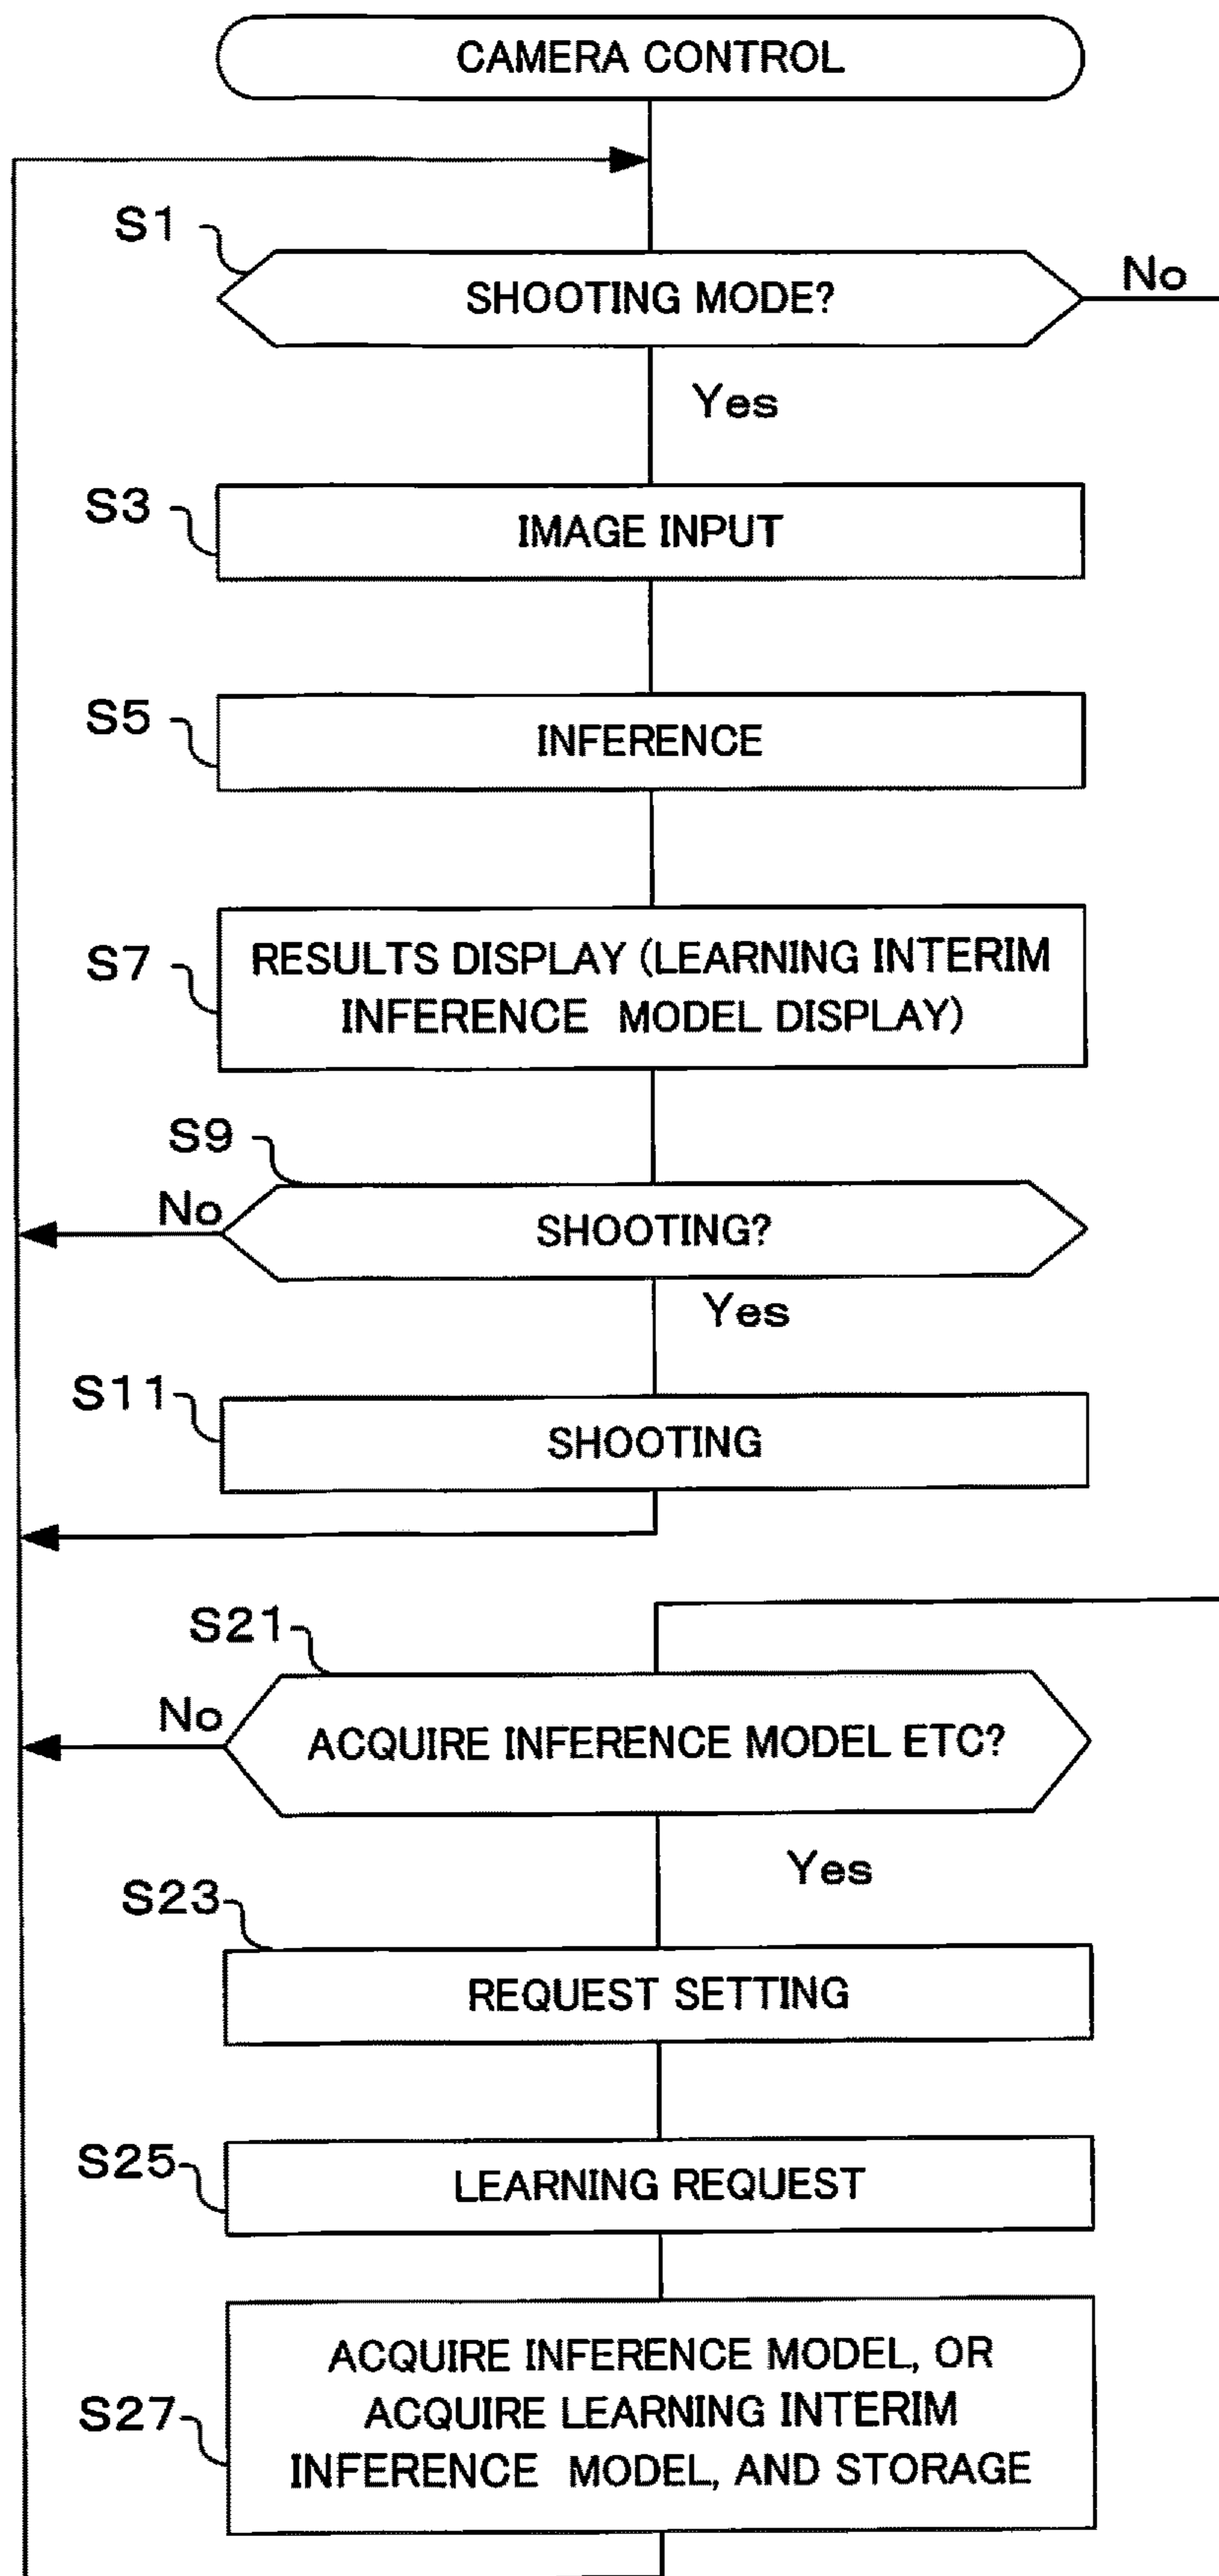 CAMERA CONTROL
S1
SHOOTING MODE?
No
Yes
S3
IMAGE INPUT
S5
INFERENCE
S7
RESULTS DISPLAY (LEARNING INTERIM
INFERENCE MODEL DISPLAY)
S9
No
SHOOTING?
Yes
S11
SHOOTING
S21
No
ACQUIRE INFERENCE MODEL ETC?
Yes
S23
REQUEST SETTING
S25
LEARNING REQUEST
S27
ACQUIRE INFERENCE MODEL, OR
ACQUIRE LEARNING INTERIM
INFERENCE MODEL, AND STORAGE